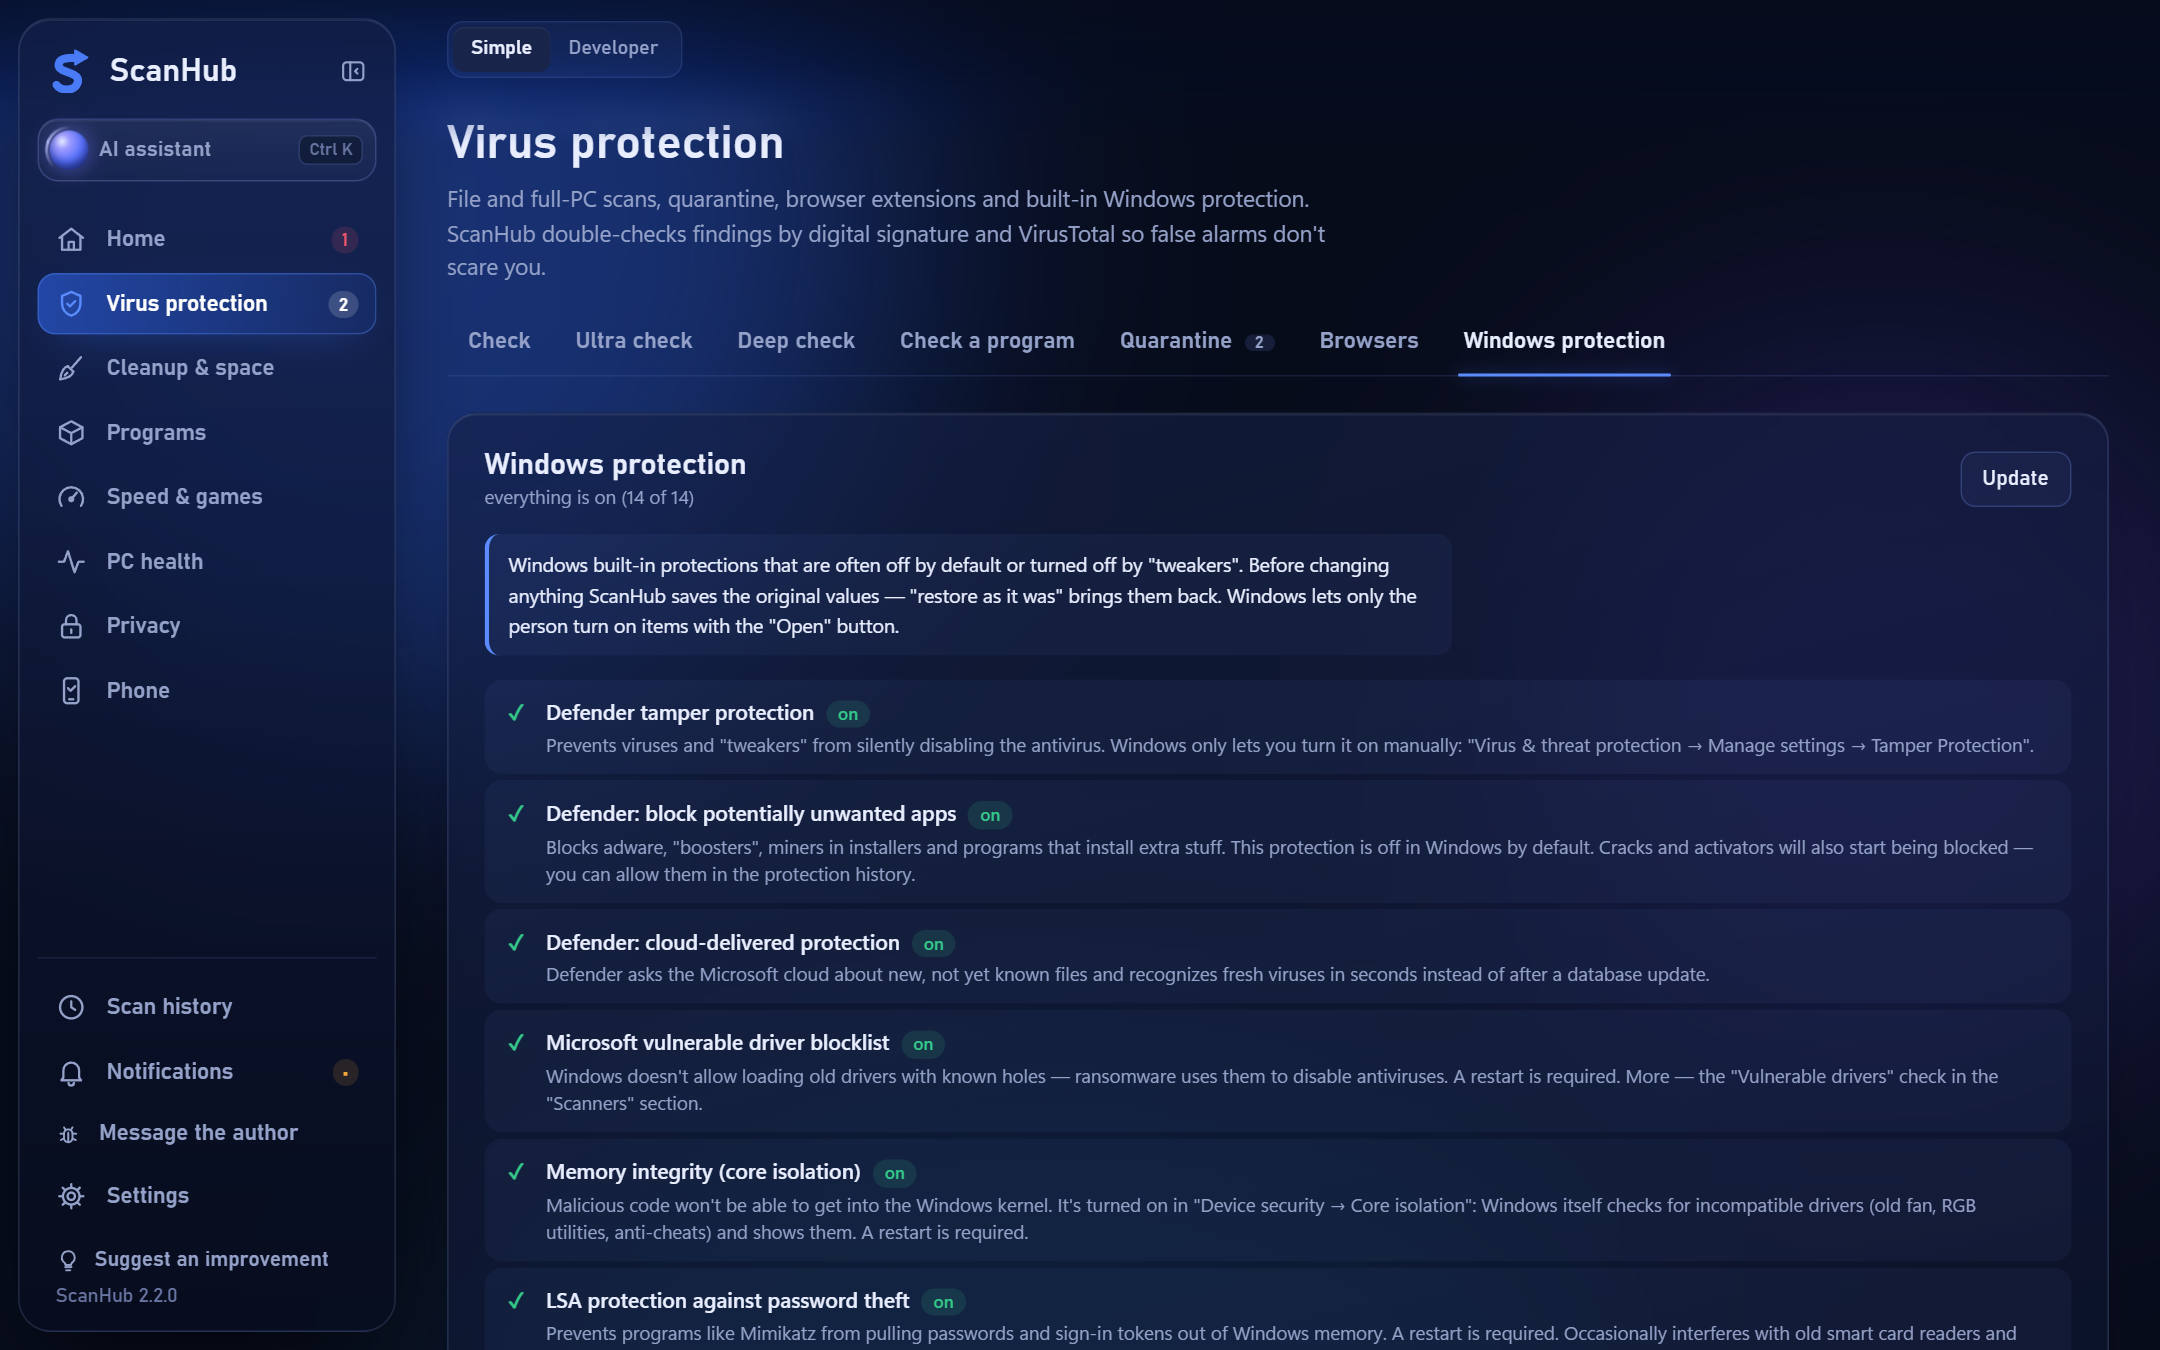 ScanHub
AI assistant
Ctrl K
Home
1
Virus protection
2
Cleanup & space
Programs
Speed & games
PC health
Privacy
Phone
Scan history
Notifications
Message the author
Settings
Suggest an improvement
ScanHub 2.2.0
Simple
Developer
Virus protection
File and full-PC scans, quarantine, browser extensions and built-in Windows protection.
ScanHub double-checks findings by digital signature and VirusTotal so false alarms don't
scare you.
Check
Ultra check
Deep check
Check a program
Quarantine 2
Browsers
Windows protection
Windows protection
everything is on (14 of 14)
Update
Windows built-in protections that are often off by default or turned off by "tweakers". Before changing
anything ScanHub saves the original values — "restore as it was" brings them back. Windows lets only the
person turn on items with the "Open" button.
Defender tamper protection on
Prevents viruses and "tweakers" from silently disabling the antivirus. Windows only lets you turn it on manually: "Virus & threat protection → Manage settings → Tamper Protection".
Defender: block potentially unwanted apps on
Blocks adware, "boosters", miners in installers and programs that install extra stuff. This protection is off in Windows by default. Cracks and activators will also start being blocked —
you can allow them in the protection history.
Defender: cloud-delivered protection on
Defender asks the Microsoft cloud about new, not yet known files and recognizes fresh viruses in seconds instead of after a database update.
Microsoft vulnerable driver blocklist on
Windows doesn't allow loading old drivers with known holes — ransomware uses them to disable antiviruses. A restart is required. More — the "Vulnerable drivers" check in the
"Scanners" section.
Memory integrity (core isolation) on
Malicious code won't be able to get into the Windows kernel. It's turned on in "Device security → Core isolation": Windows itself checks for incompatible drivers (old fan, RGB
utilities, anti-cheats) and shows them. A restart is required.
LSA protection against password theft on
Prevents programs like Mimikatz from pulling passwords and sign-in tokens out of Windows memory. A restart is required. Occasionally interferes with old smart card readers and